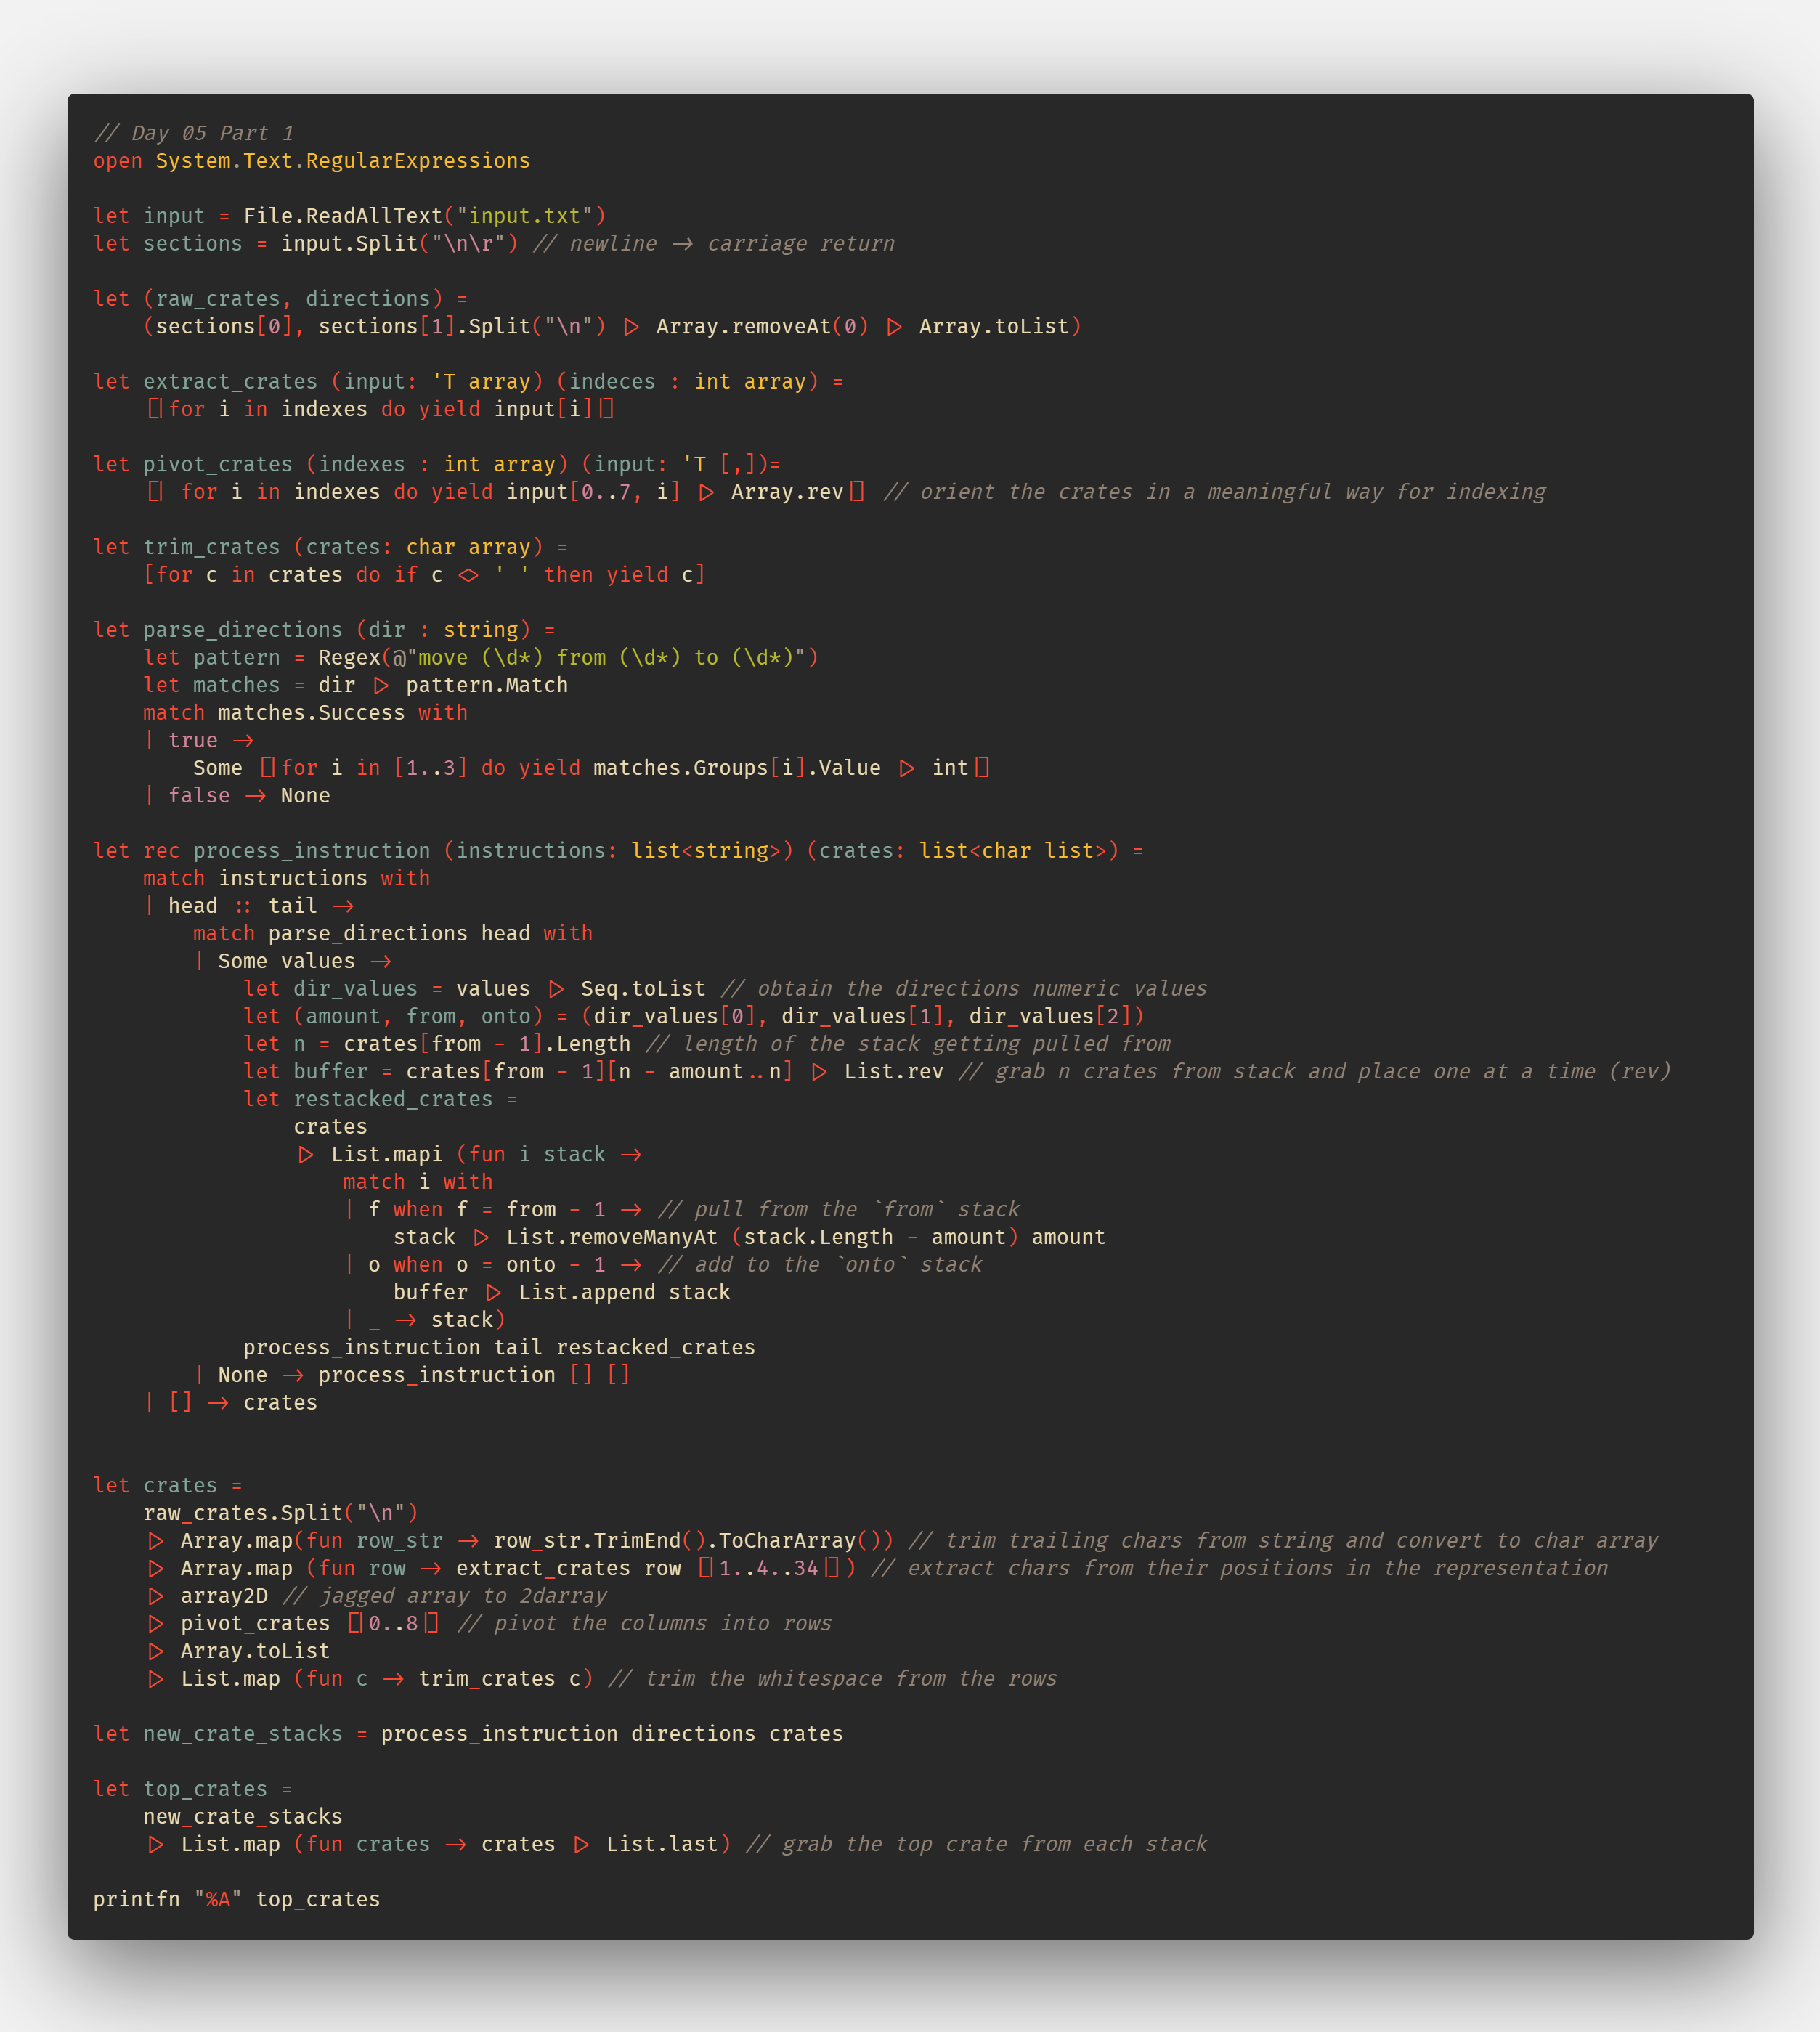 // Day 05 Part 1
open System.Text.RegularExpressions

let input = File.ReadAllText("input.txt")
let sections = input.Split("\n\r") // newline -> carriage return

let (raw_crates, directions) =
    (sections[0], sections[1].Split("\n") |> Array.removeAt(0) |> Array.toList)

let extract_crates (input: 'T array) (indeces : int array) =
    [|for i in indexes do yield input[i]|]

let pivot_crates (indexes : int array) (input: 'T [,])=
    [| for i in indexes do yield input[0..7, i] |> Array.rev|] // orient the crates in a meaningful way for indexing

let trim_crates (crates: char array) =
    [for c in crates do if c <> ' ' then yield c]

let parse_directions (dir : string) =
    let pattern = Regex(@"move (\d*) from (\d*) to (\d*)")
    let matches = dir |> pattern.Match
    match matches.Success with
    | true ->
        Some [|for i in [1..3] do yield matches.Groups[i].Value |> int|]
    | false -> None

let rec process_instruction (instructions: list<string>) (crates: list<char list>) =
    match instructions with
    | head :: tail ->
        match parse_directions head with
        | Some values ->
            let dir_values = values |> Seq.toList // obtain the directions numeric values
            let (amount, from, onto) = (dir_values[0], dir_values[1], dir_values[2])
            let n = crates[from - 1].Length // length of the stack getting pulled from
            let buffer = crates[from - 1][n - amount..n] |> List.rev // grab n crates from stack and place one at a time (rev)
            let restacked_crates =
                crates
                |> List.mapi (fun i stack ->
                    match i with
                    | f when f = from - 1 -> // pull from the `from` stack
                        stack |> List.removeManyAt (stack.Length - amount) amount
                    | o when o = onto - 1 -> // add to the `onto` stack
                        buffer |> List.append stack
                    | _ -> stack)
            process_instruction tail restacked_crates
        | None -> process_instruction [] []
    | [] -> crates


let crates =
    raw_crates.Split("\n")
    |> Array.map(fun row_str -> row_str.TrimEnd().ToCharArray()) // trim trailing chars from string and convert to char array
    |> Array.map (fun row -> extract_crates row [|1..4..34|]) // extract chars from their positions in the representation
    |> array2D // jagged array to 2darray
    |> pivot_crates [|0..8|] // pivot the columns into rows
    |> Array.toList
    |> List.map (fun c -> trim_crates c) // trim the whitespace from the rows

let new_crate_stacks = process_instruction directions crates

let top_crates =
    new_crate_stacks
    |> List.map (fun crates -> crates |> List.last) // grab the top crate from each stack

printfn "%A" top_crates